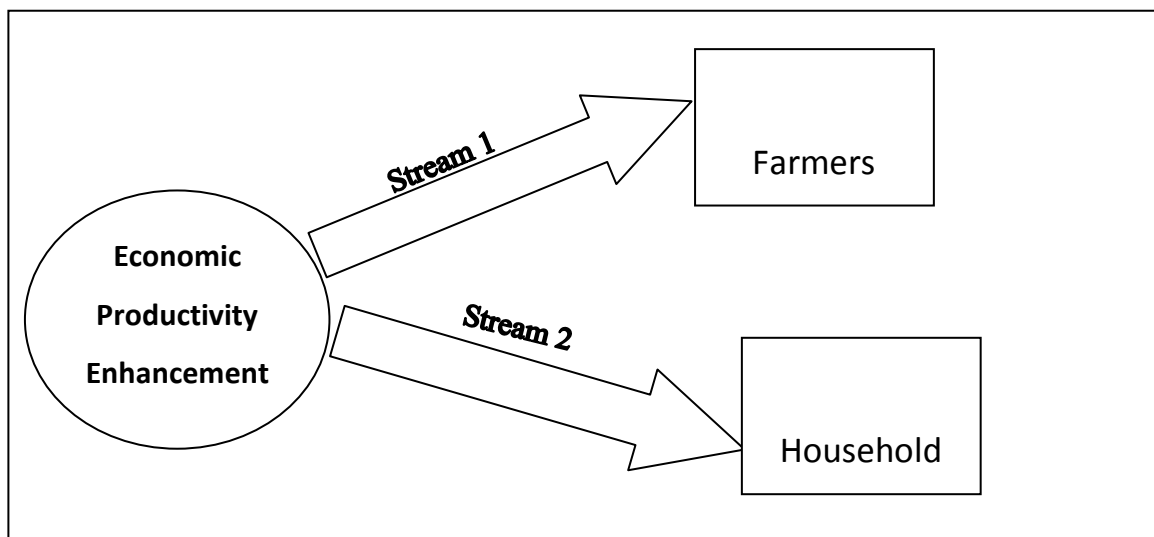 Stream 1
Farmers
Economic
Productivity
Enhancement
Stream 2
Household